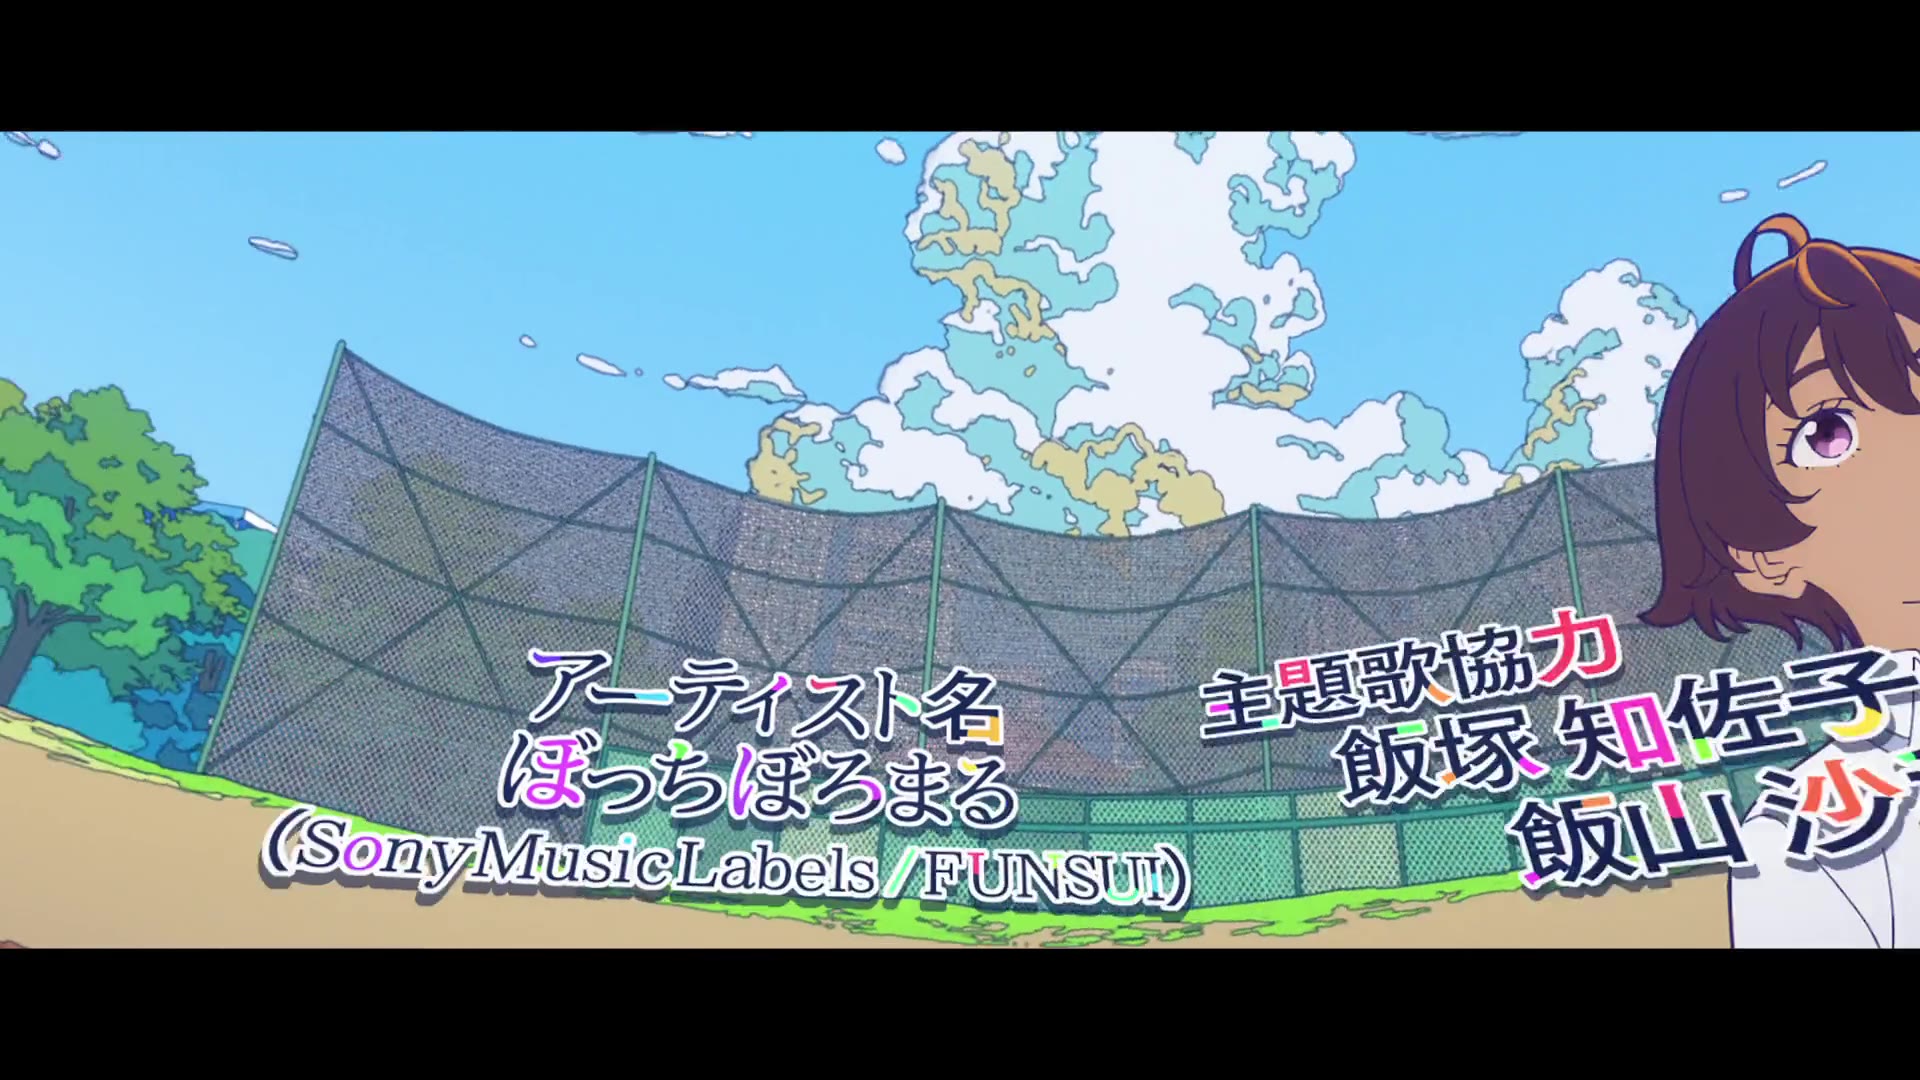 アーティスト名
ぼっちぼろまる
(SonyMusicLabels/FUNSUI)
主題歌協力
飯塚 知佐子
飯山 沙